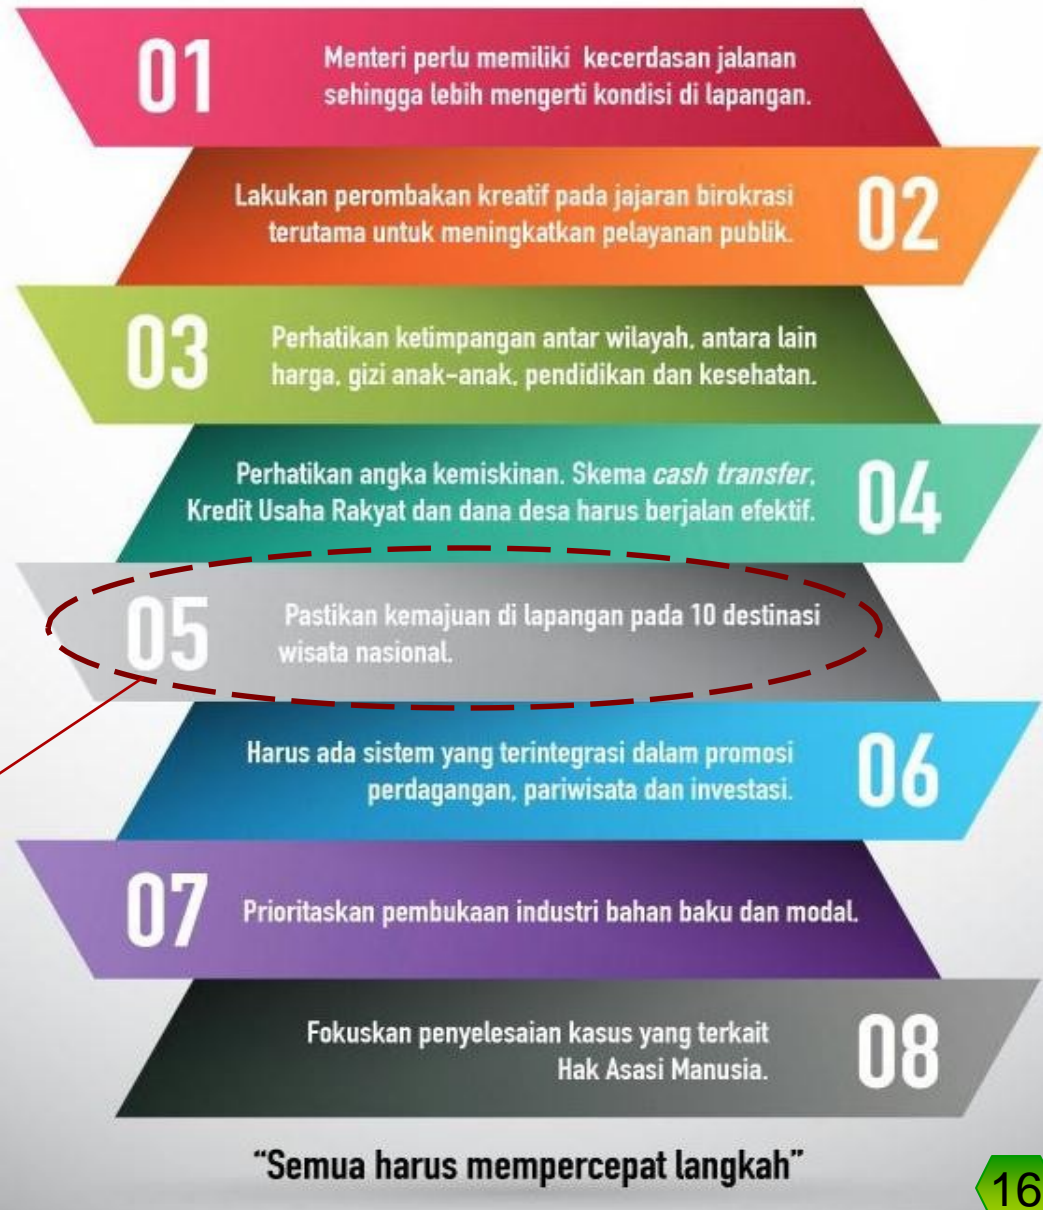 01
Menteri perlu memiliki kecerdasan jalanan
sehingga lebih mengerti kondisi di lapangan.
Lakukan perombakan kreatif pada jajaran birokrasi
terutama untuk meningkatkan pelayanan publik.
02
03
Perhatikan ketimpangan antar wilayah, antara lain
harga, gizi anak-anak, pendidikan dan kesehatan.
Perhatikan angka kemiskinan. Skema cash transfer,
Kredit Usaha Rakyat dan dana desa harus berjalan efektif.
04
05
Pastikan kemajuan di lapangan pada 10 destinasi
wisata nasional.
Harus ada sistem yang terintegrasi dalam promosi
perdagangan, pariwisata dan investasi.
06
07
Prioritaskan pembukaan industri bahan baku dan modal.
Fokuskan penyelesaian kasus yang terkait
Hak Asasi Manusia.
08
“Semua harus mempercepat langkah”
16